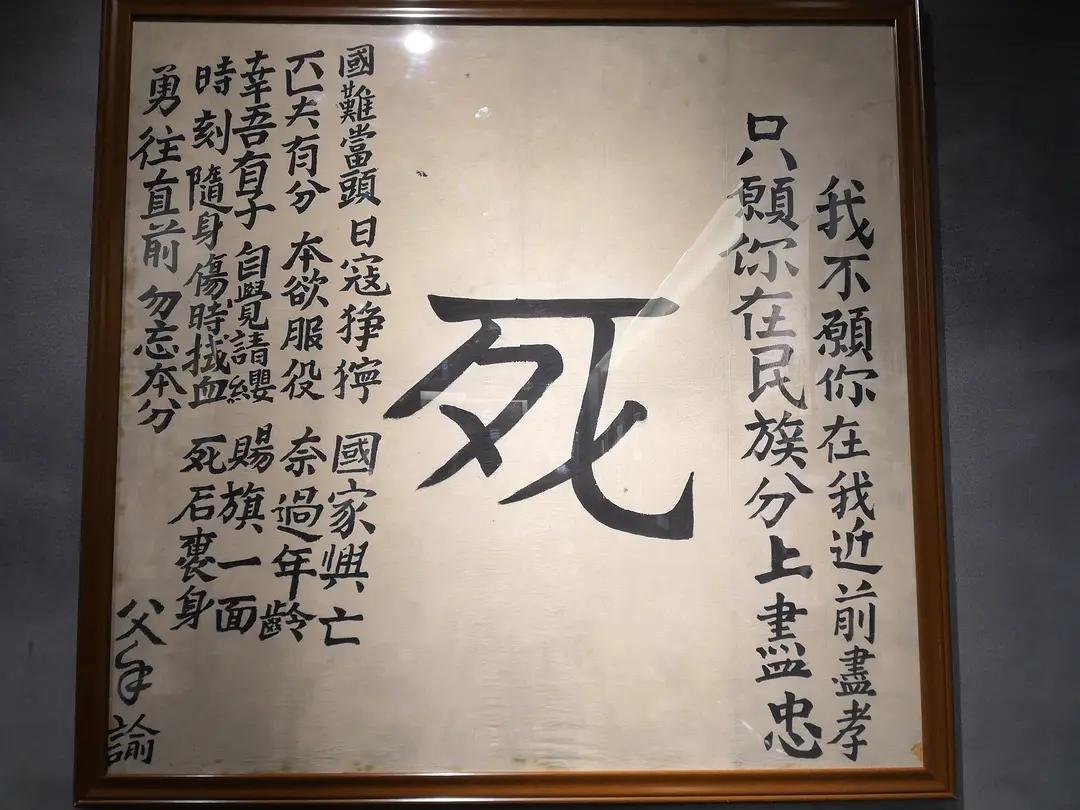 我不願你在我近前盡孝
只願你在民族分上盡忠
死
國難當頭 日寇猙獰 國家興亡
匹夫有分 本欲服役 奈過年齡
幸吾有子 自覺請纓 賜旗一面
時刻隨身 傷時拭血 死后裹身
勇往直前 勿忘本分
父手諭